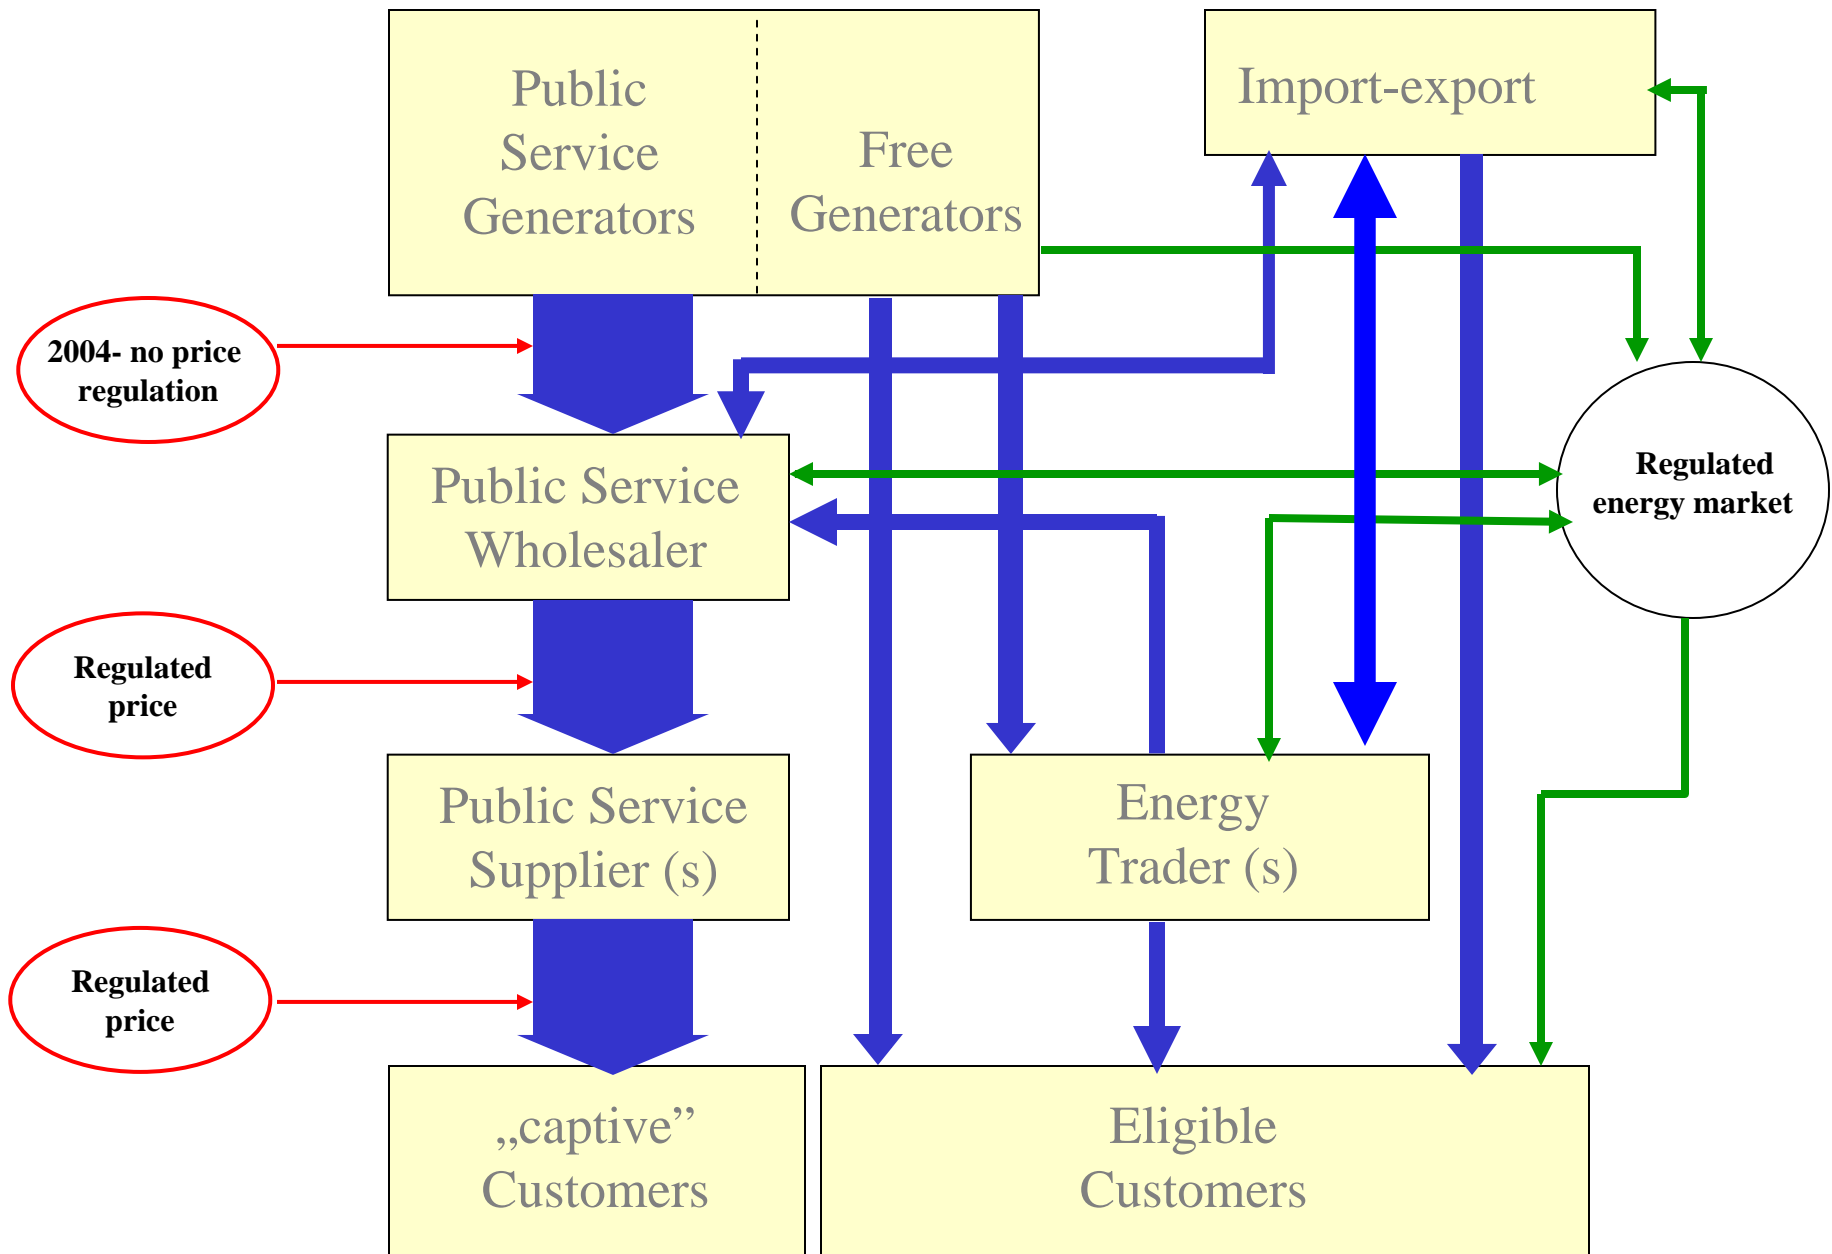 Public
Service
Generators
Free
Generators
Import-export
2004- no price
regulation
Public Service
Wholesaler
Regulated
energy market
Regulated
price
Public Service
Supplier (s)
Energy
Trader (s)
Regulated
price
„captive”
Customers
Eligible
Customers